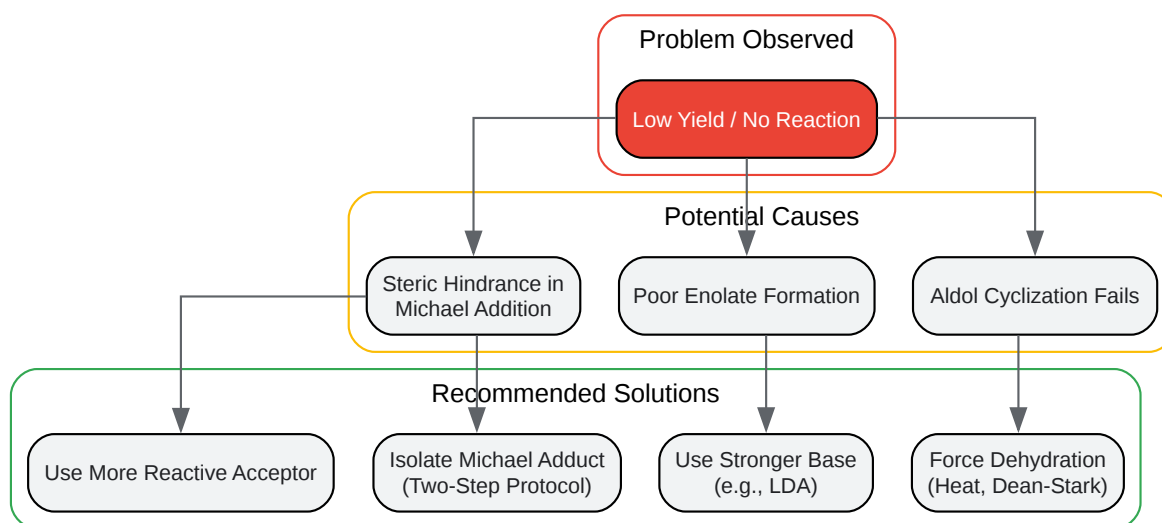 Problem Observed
Low Yield / No Reaction
Potential Causes
Steric Hindrance in
Michael Addition
Poor Enolate Formation
Aldol Cyclization Fails
Recommended Solutions
Use More Reactive Acceptor
Isolate Michael Adduct
(Two-Step Protocol)
Use Stronger Base
(e.g., LDA)
Force Dehydration
(Heat, Dean-Stark)